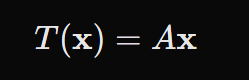 T(𝐱) = A𝐱